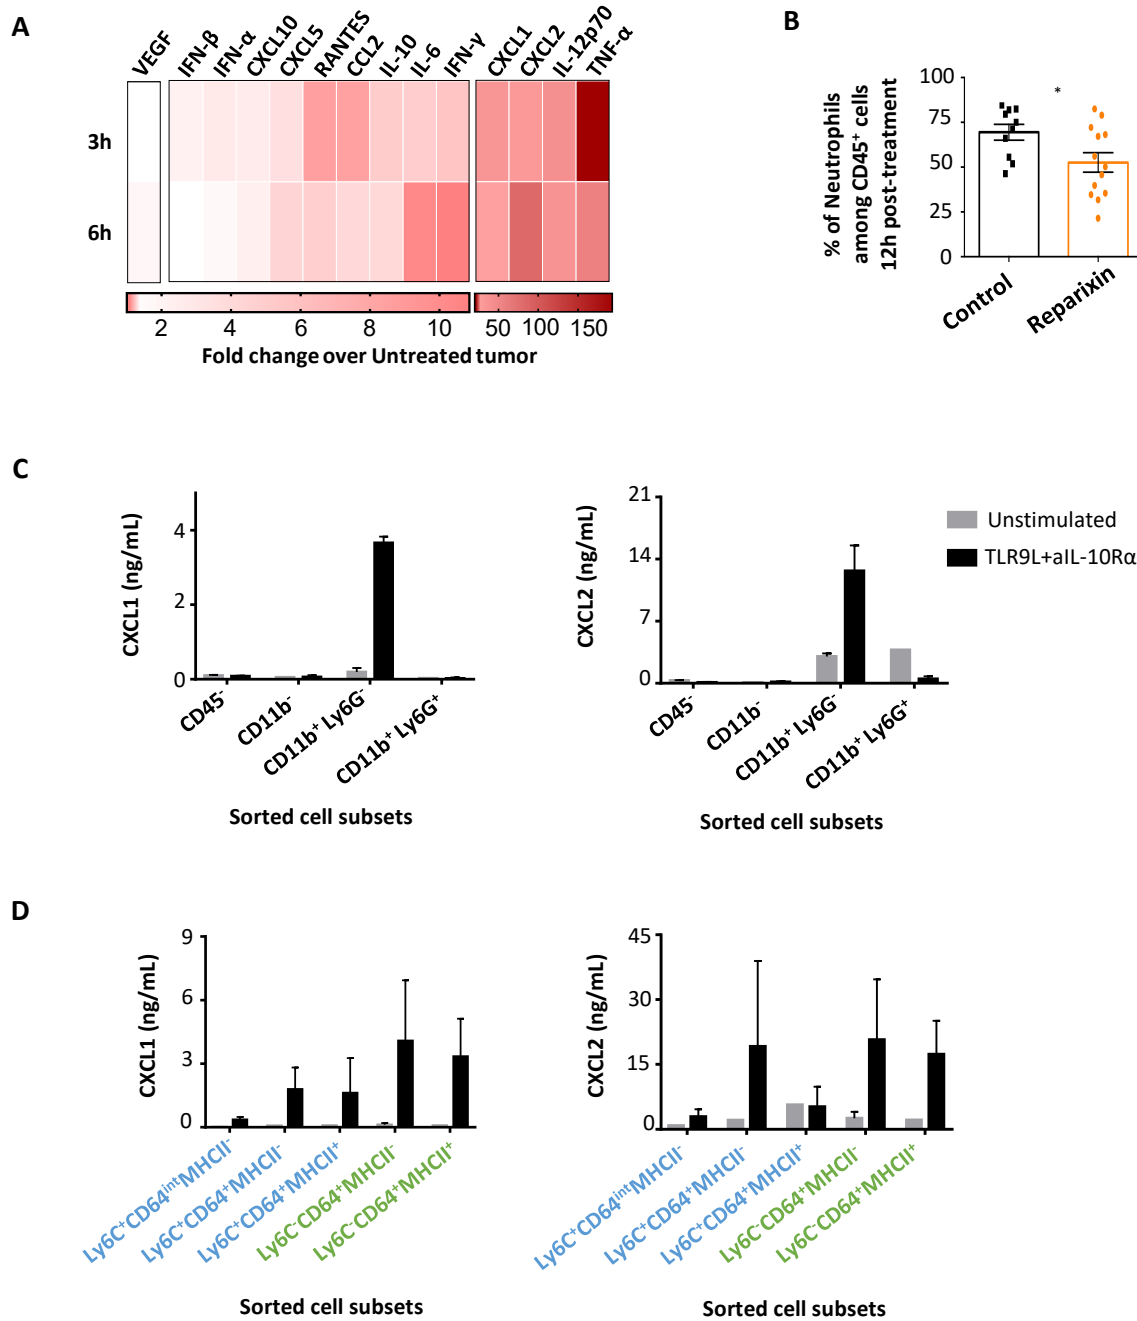 A
VEGF
IFN-β
IFN-α
CXCL10
CXCL5
RANTES
CCL2
IL-10
IL-6
IFN-γ
CXCL1
CXCL2
IL-12p70
TNF-α
3h
6h
2 4 6 8 10
50 100 150
Fold change over Untreated tumor
B
% of Neutrophils
among CD45⁺ cells
12h post-treatment
100
75
50
25
0
*
Control
Reparixin
C
CXCL1 (ng/mL)
4
2
0
CD45⁻
CD11b⁻
CD11b⁺ Ly6G⁻
CD11b⁺ Ly6G⁺
Sorted cell subsets
CXCL2 (ng/mL)
21
14
7
0
CD45⁻
CD11b⁻
CD11b⁺ Ly6G⁻
CD11b⁺ Ly6G⁺
Sorted cell subsets
Unstimulated
TLR9L+aIL-10Rα
D
CXCL1 (ng/mL)
9
6
3
0
Ly6C⁺CD64ⁱⁿᵗMHCII⁻
Ly6C⁺CD64⁺MHCII⁻
Ly6C⁺CD64⁺MHCII⁺
Ly6C⁻CD64⁺MHCII⁻
Ly6C⁻CD64⁺MHCII⁺
Sorted cell subsets
CXCL2 (ng/mL)
45
30
15
0
Ly6C⁺CD64ⁱⁿᵗMHCII⁻
Ly6C⁺CD64⁺MHCII⁻
Ly6C⁺CD64⁺MHCII⁺
Ly6C⁻CD64⁺MHCII⁻
Ly6C⁻CD64⁺MHCII⁺
Sorted cell subsets